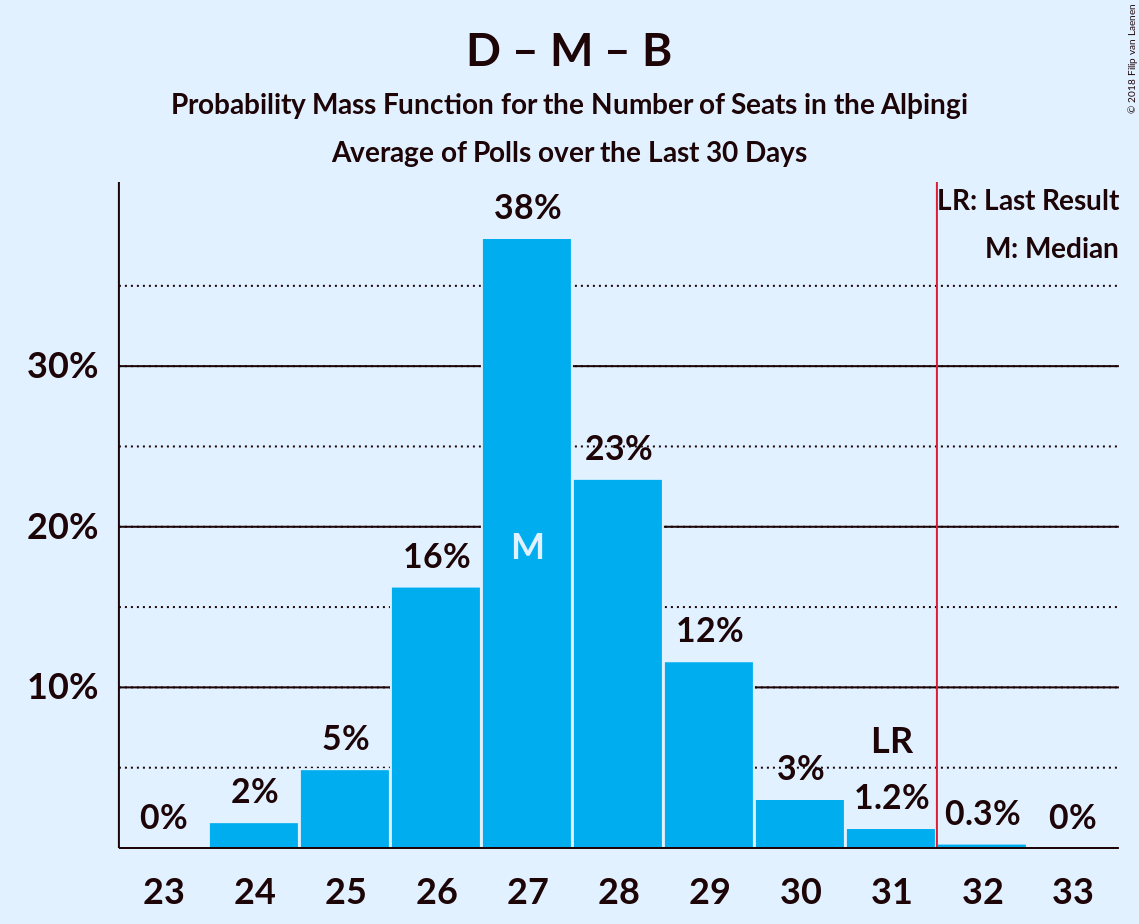 D – M – B
Probability Mass Function for the Number of Seats in the Alþingi
Average of Polls over the Last 30 Days
© 2018 Filip van Laenen
LR: Last Result
M: Median
38%
30%
23%
20%
16%
M
12%
10%
5%
LR
3%
2%
1.2%
0.3%
0%
0%
23 24 25 26 27 28 29 30 31 32 33